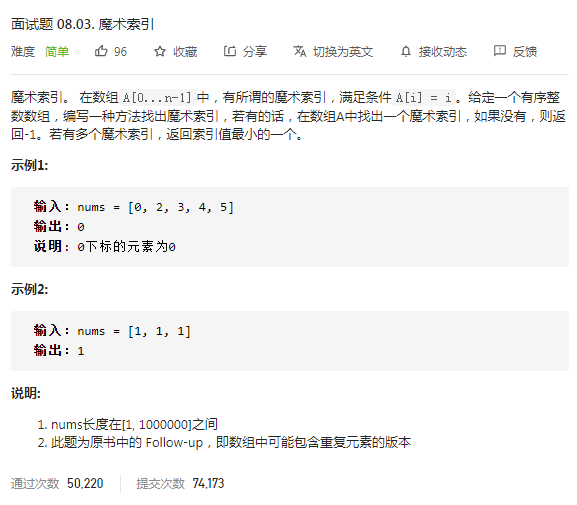 面试题 08.03. 魔术索引
难度 简单 96 收藏 分享 切换为英文 接收动态 反馈
魔术索引。 在数组 A[0...n-1] 中，有所谓的魔术索引，满足条件 A[i] = i 。给定一个有序整
数数组，编写一种方法找出魔术索引，若有的话，在数组A中找出一个魔术索引，如果没有，则返
回-1。若有多个魔术索引，返回索引值最小的一个。
示例1:
输入：nums = [0, 2, 3, 4, 5]
输出：0
说明：0下标的元素为0
示例2:
输入：nums = [1, 1, 1]
输出：1
说明:
1. nums长度在[1, 1000000]之间
2. 此题为原书中的 Follow-up，即数组中可能包含重复元素的版本
通过次数 50,220 提交次数 74,173